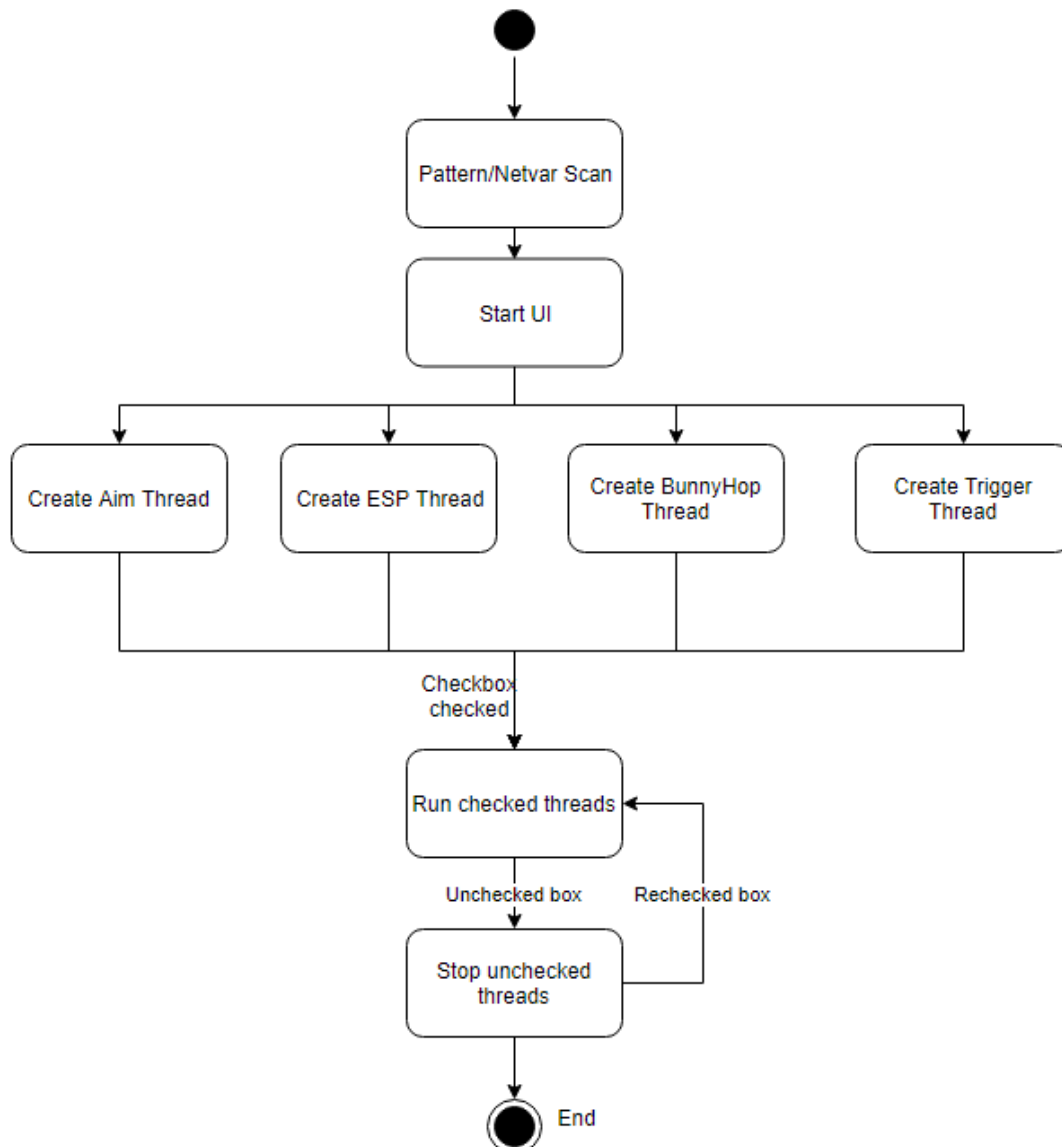 Pattern/Netvar Scan
Start UI
Create Aim Thread
Create ESP Thread
Create BunnyHop
Thread
Create Trigger
Thread
Checkbox
checked
Run checked threads
Unchecked box
Rechecked box
Stop unchecked
threads
End